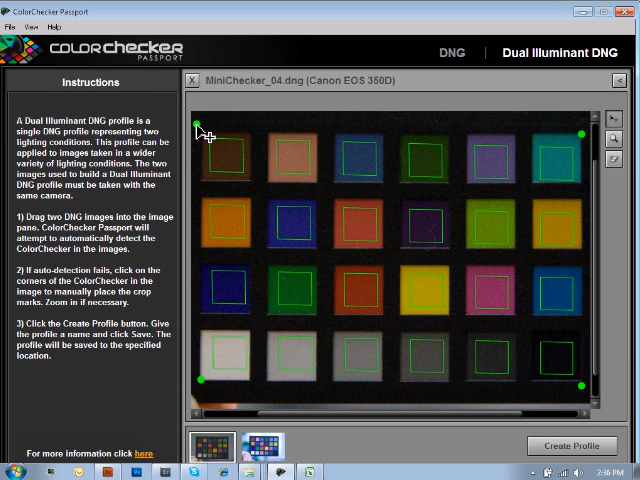 ColorChecker Passport
File View Help
COLORCHECKER
PASSPORT
DNG
Dual Illuminant DNG
Instructions
X
MiniChecker_04.dng (Canon EOS 350D)
<
A Dual Illuminant DNG profile is a
single DNG profile representing two
lighting conditions. This profile can be
applied to images taken in a wider
variety of lighting conditions. The two
images used to build a Dual Illuminant
DNG profile must be taken with the
same camera.
1) Drag two DNG images into the image
pane. ColorChecker Passport will
attempt to automatically detect the
ColorChecker in the images.
2) If auto-detection fails, click on the
corners of the ColorChecker in the
image to manually place the crop
marks. Zoom in if necessary.
3) Click the Create Profile button. Give
the profile a name and click Save. The
profile will be saved to the specified
location.
For more information click here
Create Profile
2:36 PM